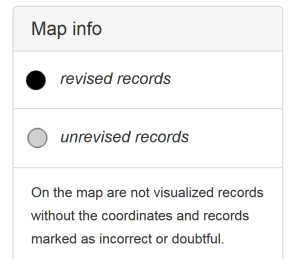 Map info
revised records
unrevised records
On the map are not visualized records
without the coordinates and records
marked as incorrect or doubtful.